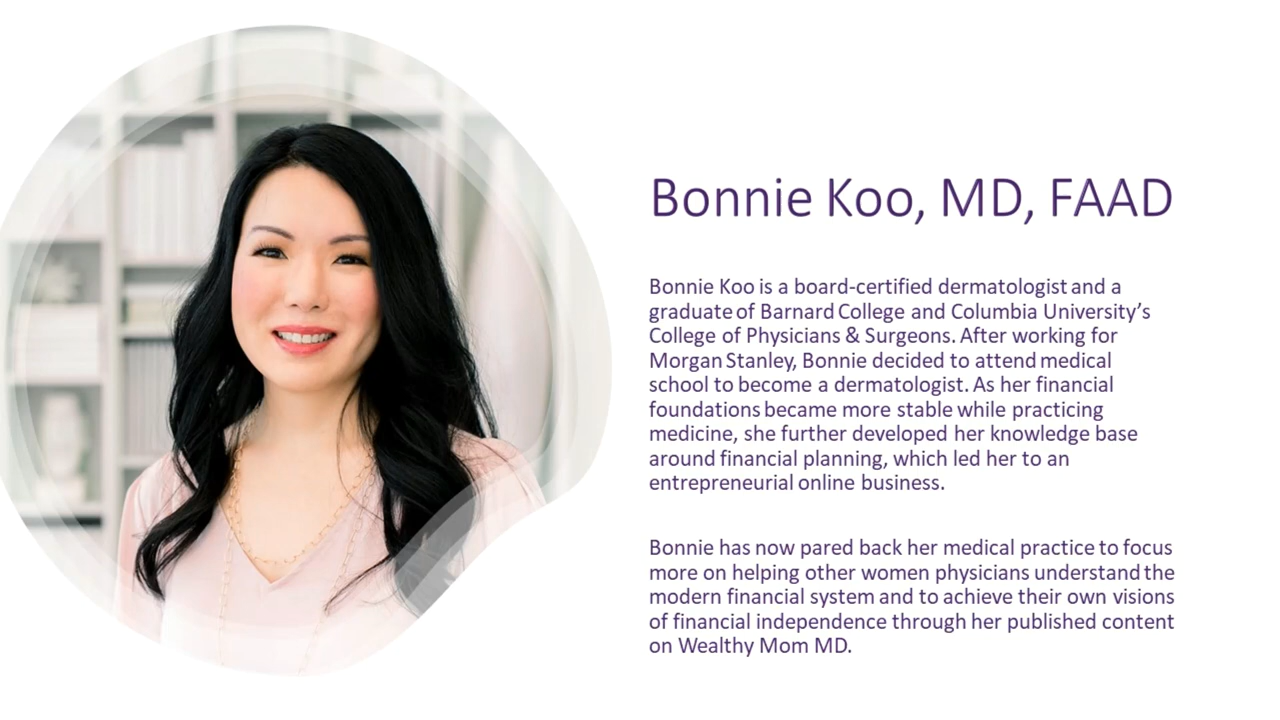 Bonnie Koo, MD, FAAD
Bonnie Koo is a board-certified dermatologist and a
graduate of Barnard College and Columbia University’s
College of Physicians & Surgeons. After working for
Morgan Stanley, Bonnie decided to attend medical
school to become a dermatologist. As her financial
foundations became more stable while practicing
medicine, she further developed her knowledge base
around financial planning, which led her to an
entrepreneurial online business.
Bonnie has now pared back her medical practice to focus
more on helping other women physicians understand the
modern financial system and to achieve their own visions
of financial independence through her published content
on Wealthy Mom MD.